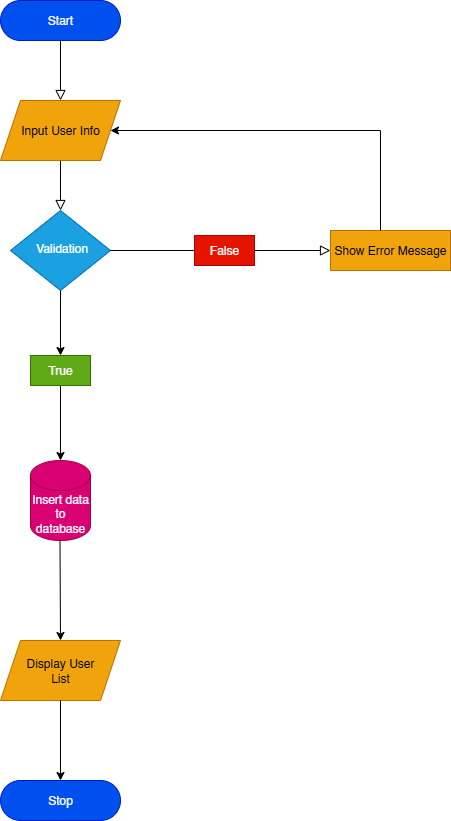 Start
Input User Info
Validation
False
Show Error Message
True
Insert data
to
database
Display User
List
Stop